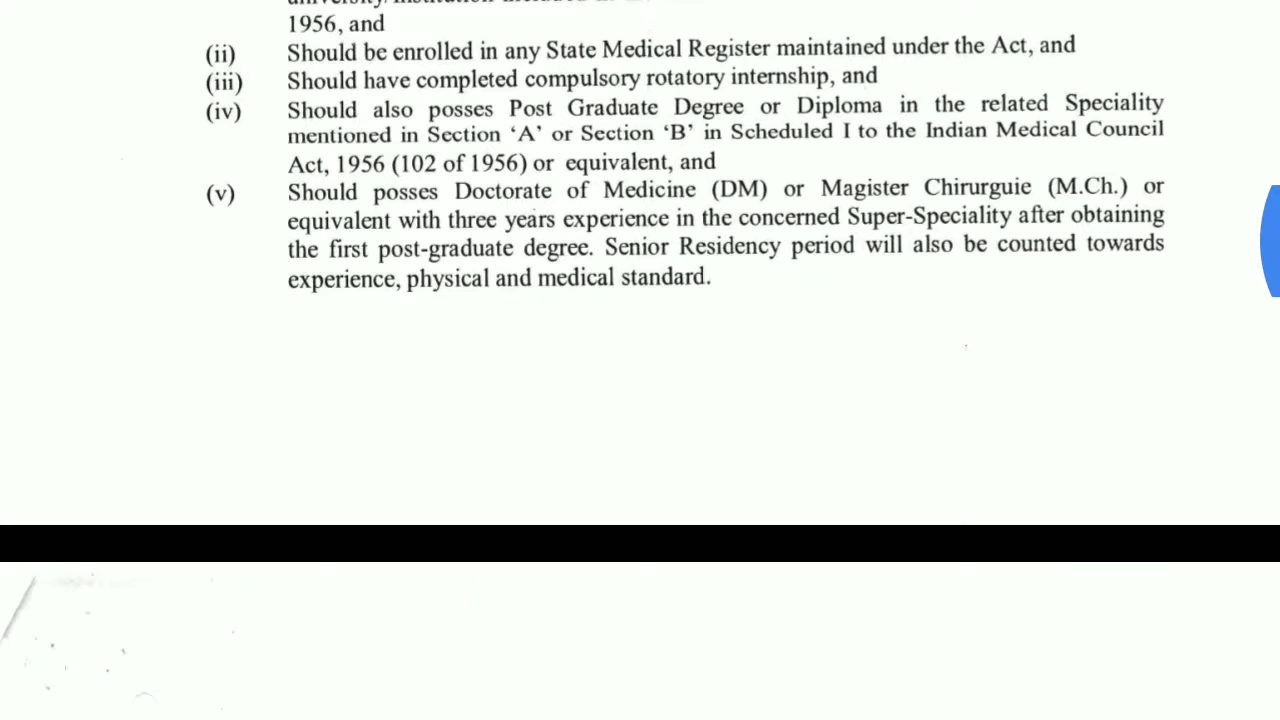 1956, and
(ii) Should be enrolled in any State Medical Register maintained under the Act, and
(iii) Should have completed compulsory rotatory internship, and
(iv) Should also posses Post Graduate Degree or Diploma in the related Speciality
mentioned in Section ‘A’ or Section ‘B’ in Scheduled I to the Indian Medical Council
Act, 1956 (102 of 1956) or equivalent, and
(v) Should posses Doctorate of Medicine (DM) or Magister Chirurguie (M.Ch.) or
equivalent with three years experience in the concerned Super-Speciality after obtaining
the first post-graduate degree. Senior Residency period will also be counted towards
experience, physical and medical standard.